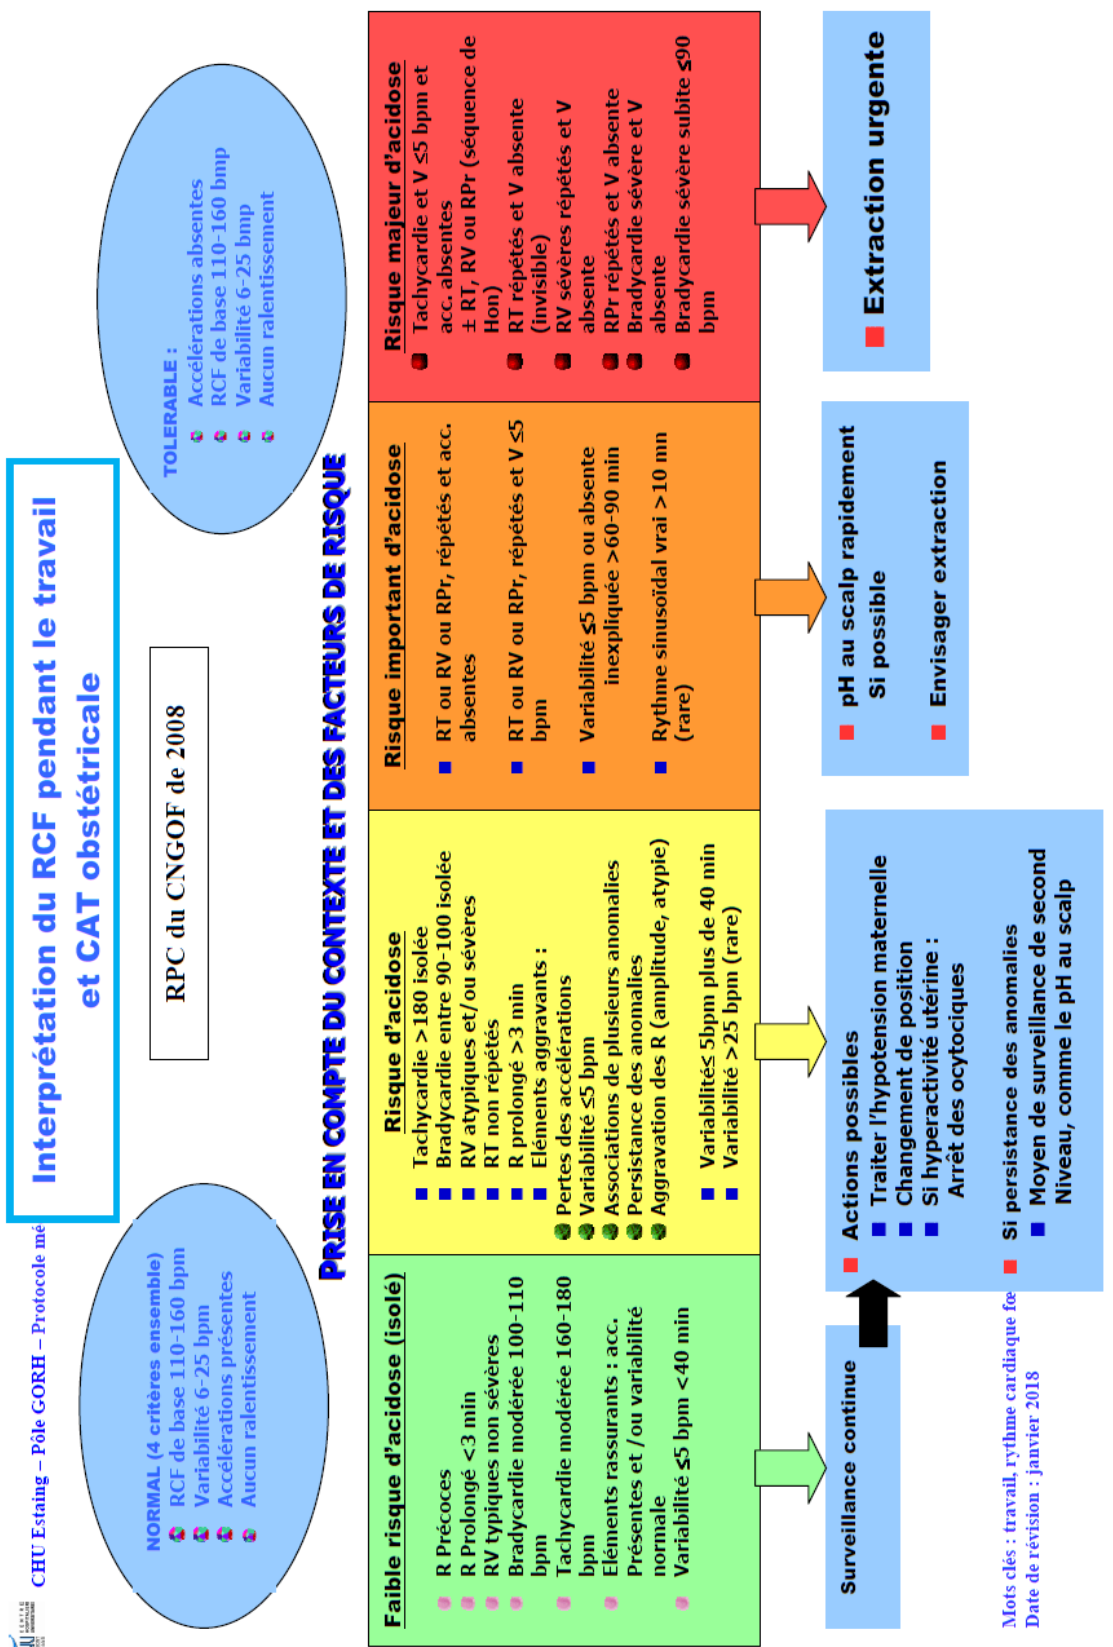 CHU Estaing – Pôle GORH – Protocole mé
Interprétation du RCF pendant le travail
et CAT obstétricale
NORMAL (4 critères ensemble)
RCF de base 110-160 bpm
Variabilité 6-25 bpm
Accélérations présentes
Aucun ralentissement
RPC du CNGOF de 2008
TOLERABLE :
Accélérations absentes
RCF de base 110-160 bmp
Variabilité 6-25 bmp
Aucun ralentissement
PRISE EN COMPTE DU CONTEXTE ET DES FACTEURS DE RISQUE
Faible risque d'acidose (isolé)
R Précoces
R Prolongé <3 min
RV typiques non sévères
Bradycardie modérée 100-110
bpm
Tachycardie modérée 160-180
bpm
Eléments rassurants : acc.
Présentes et /ou variabilité
normale
Variabilité ≤5 bpm <40 min
Risque d'acidose
Tachycardie >180 isolée
Bradycardie entre 90-100 isolée
RV atypiques et/ou sévères
RT non répétés
R prolongé >3 min
Eléments aggravants :
Pertes des accélérations
Variabilité ≤5 bpm
Associations de plusieurs anomalies
Persistance des anomalies
Aggravation des R (amplitude, atypie)
Variabilité≤ 5bpm plus de 40 min
Variabilité >25 bpm (rare)
Risque important d'acidose
RT ou RV ou RPr, répétés et acc.
absentes
RT ou RV ou RPr, répétés et V ≤5
bpm
Variabilité ≤5 bpm ou absente
inexpliquée >60-90 min
Rythme sinusoïdal vrai >10 mn
(rare)
Risque majeur d'acidose
Tachycardie et V ≤5 bpm et
acc. absentes
± RT, RV ou RPr (séquence de
Hon)
RT répétés et V absente
(invisible)
RV sévères répétés et V
absente
RPr répétés et V absente
Bradycardie sévère et V
absente
Bradycardie sévère subite ≤90
bpm
Surveillance continue
Actions possibles
Traiter l'hypotension maternelle
Changement de position
Si hyperactivité utérine :
Arrêt des ocytociques
Si persistance des anomalies
Moyen de surveillance de second
Niveau, comme le pH au scalp
pH au scalp rapidement
Si possible
Envisager extraction
Extraction urgente
Mots clés : travail, rythme cardiaque fœ
Date de révision : janvier 2018